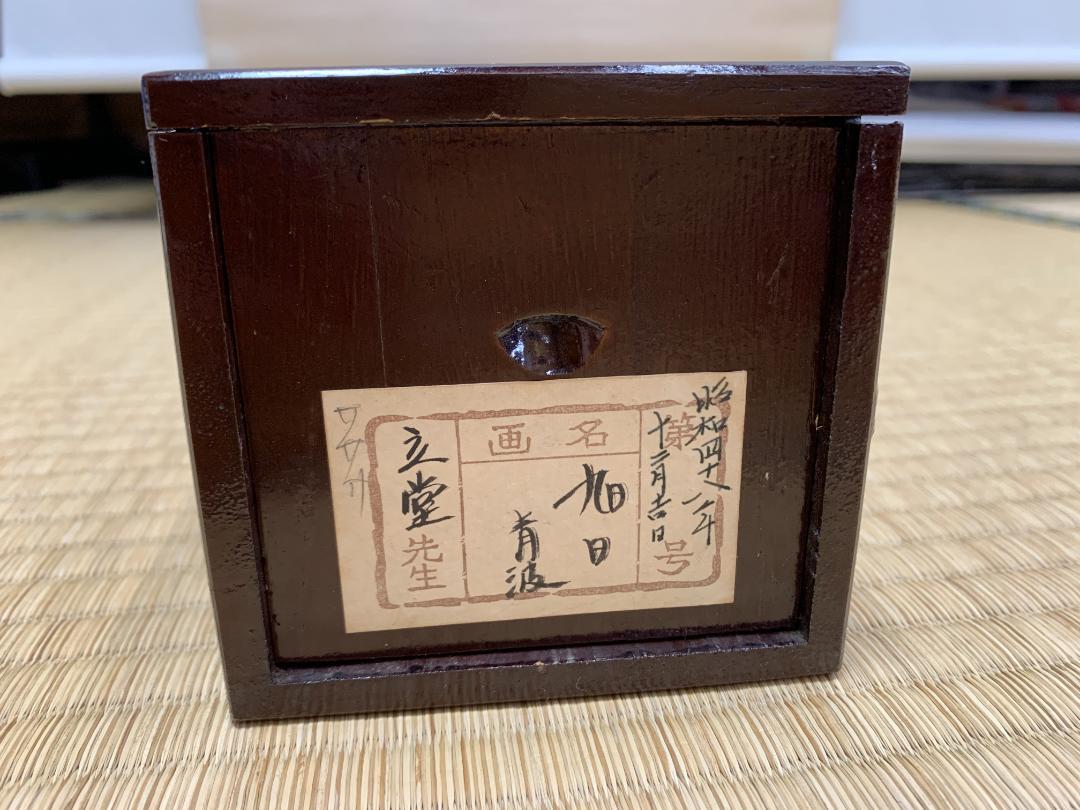 昭和四十八年
十二月吉日
第 号
画名
旭日
青波
立堂先生